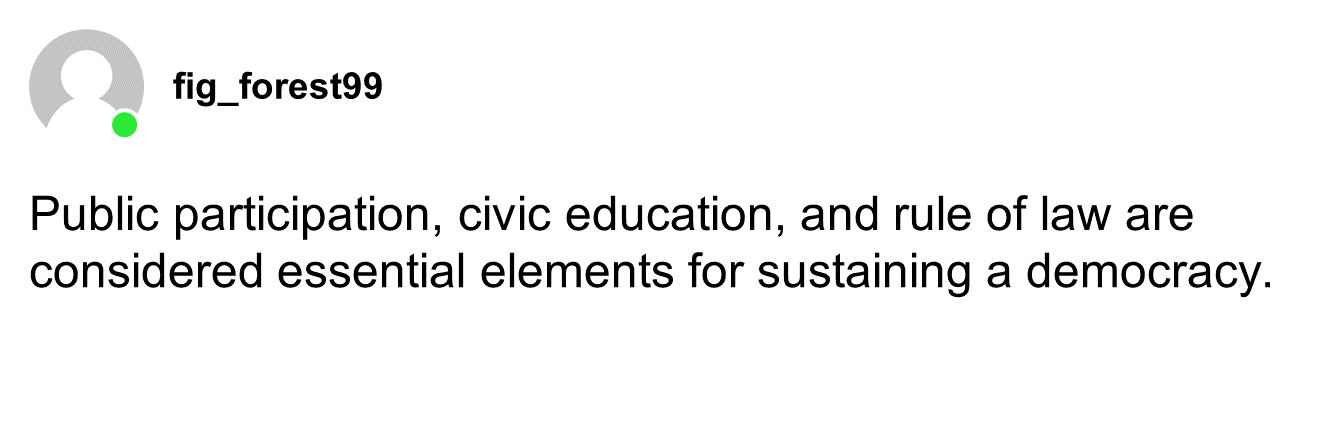 fig_forest99
Public participation, civic education, and rule of law are
considered essential elements for sustaining a democracy.